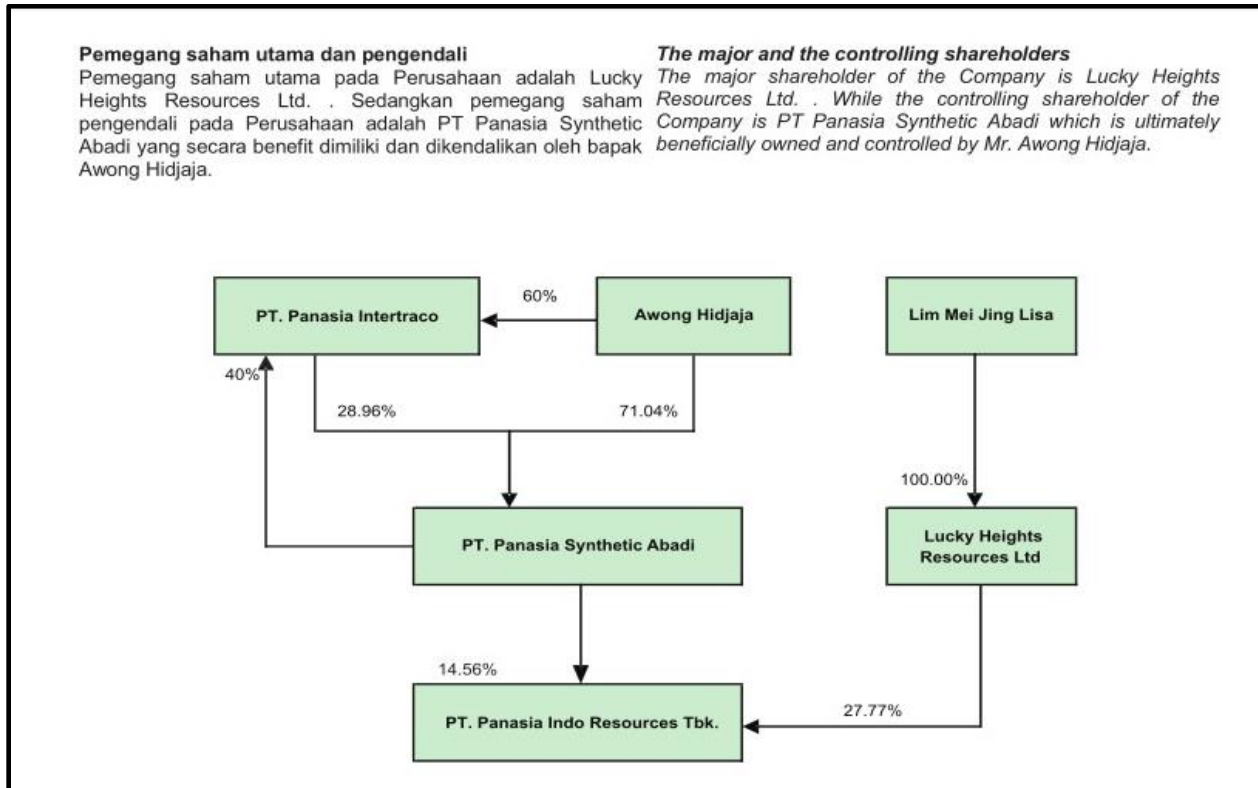 Pemegang saham utama dan pengendali
Pemegang saham utama pada Perusahaan adalah Lucky
Heights Resources Ltd. . Sedangkan pemegang saham
pengendali pada Perusahaan adalah PT Panasia Synthetic
Abadi yang secara benefit dimiliki dan dikendalikan oleh bapak
Awong Hidjaja.
The major and the controlling shareholders
The major shareholder of the Company is Lucky Heights
Resources Ltd. . While the controlling shareholder of the
Company is PT Panasia Synthetic Abadi which is ultimately
beneficially owned and controlled by Mr. Awong Hidjaja.
PT. Panasia Intertraco
60%
Awong Hidjaja
Lim Mei Jing Lisa
40%
28.96%
71.04%
100.00%
PT. Panasia Synthetic Abadi
Lucky Heights
Resources Ltd
14.56%
PT. Panasia Indo Resources Tbk.
27.77%